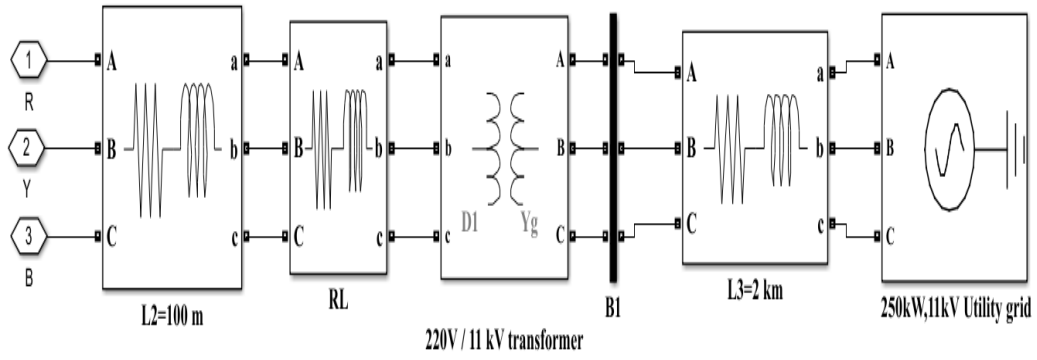 1
R
2
Y
3
B
A a
B b
C c
L2=100 m
A a
B b
C c
RL
a A
b B
c C
D1 Yg
220V / 11 kV transformer
B1
A a
B b
C c
L3=2 km
A
B
C
250kW,11kV Utility grid